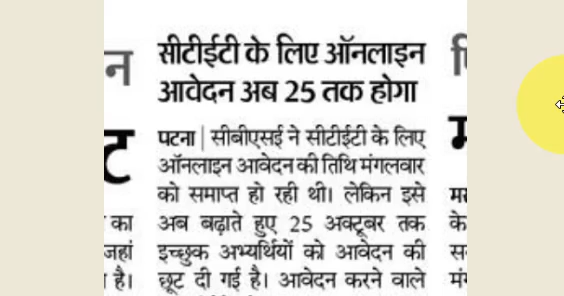 सीटीईटी के लिए ऑनलाइन
आवेदन अब 25 तक होगा
पटना | सीबीएसई ने सीटीईटी के लिए
ऑनलाइन आवेदन की तिथि मंगलवार
को समाप्त हो रही थी। लेकिन इसे
अब बढ़ाते हुए 25 अक्टूबर तक
इच्छुक अभ्यर्थियों को आवेदन की
छूट दी गई है। आवेदन करने वाले
न
ट
का
जहां
है।
के